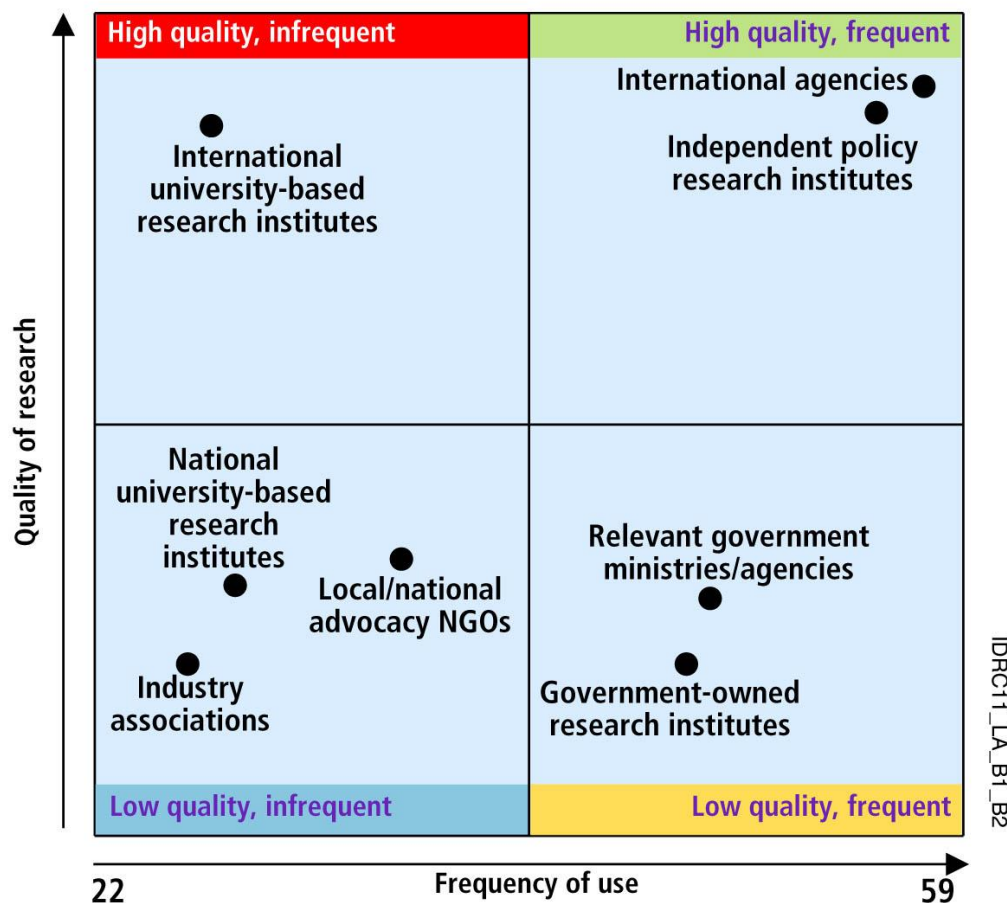 High quality, infrequent
High quality, frequent
International agencies
Independent policy
research institutes
International
university-based
research institutes
Quality of research
National
university-based
research
institutes
Local/national
advocacy NGOs
Industry
associations
Relevant government
ministries/agencies
Government-owned
research institutes
Low quality, infrequent
Low quality, frequent
22
Frequency of use
59
IDRC11_LA_B1_B2